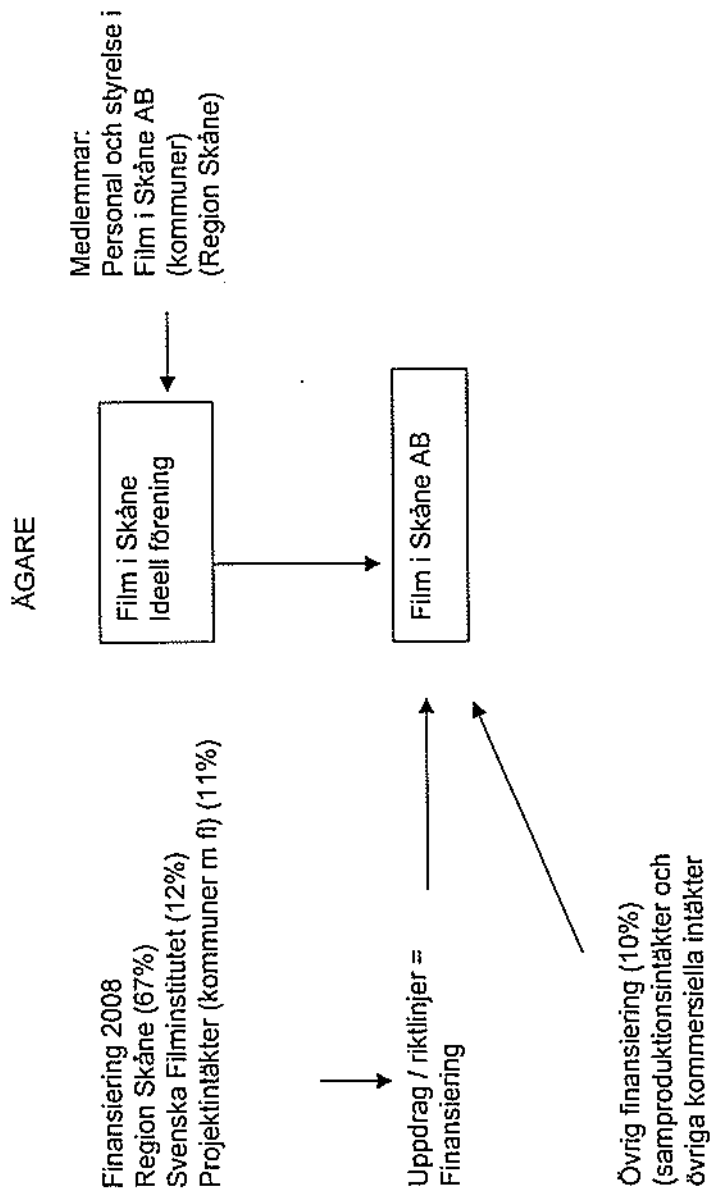 ÄGARE
Medlemmar:
Personal och styrelse i
Film i Skåne AB
(kommuner)
(Region Skåne)
Film i Skåne
Ideell förening
Finansiering 2008
Region Skåne (67%)
Svenska Filminstitutet (12%)
Projektintäkter (kommuner m fl) (11%)
Uppdrag / riktlinjer =
Finansiering
Film i Skåne AB
Övrig finansiering (10%)
(samproduktionsintäkter och
övriga kommersiella intäkter